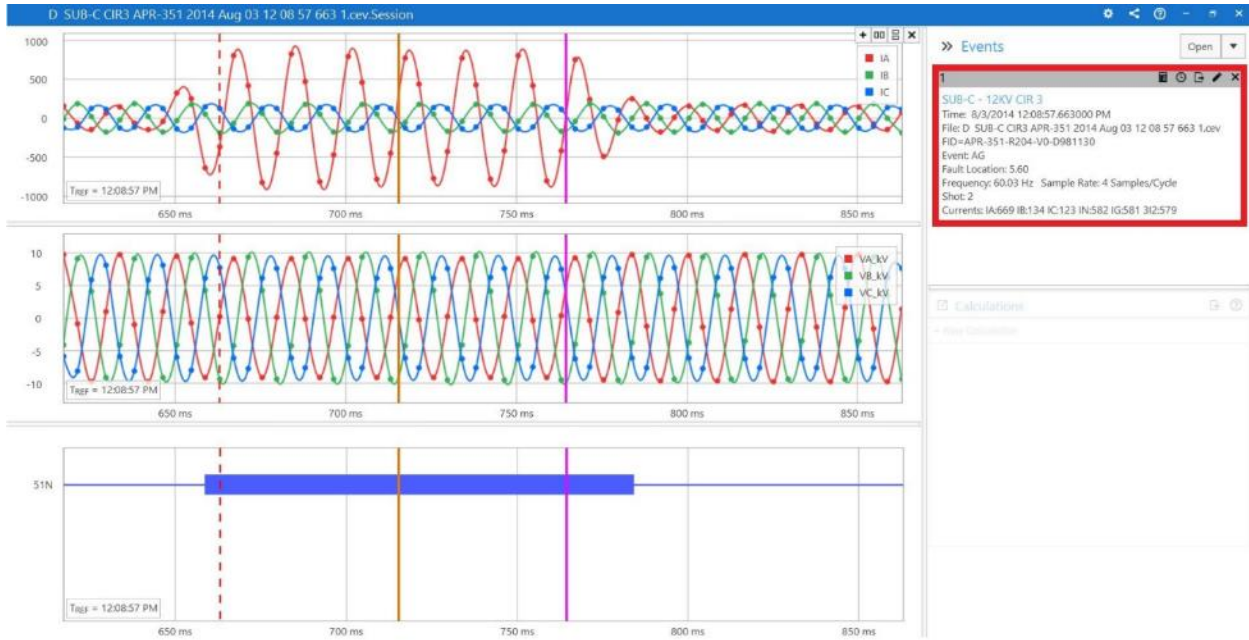 D SUB-C CIR3 APR-351 2014 Aug 03 12 08 57 663 1.cev.Session
1000
500
0
-500
-1000
IA
IB
IC
TREF = 12:08:57 PM
650 ms
700 ms
750 ms
800 ms
850 ms
10
5
0
-5
-10
VA_kV
VB_kV
VC_kV
TREF = 12:08:57 PM
650 ms
700 ms
750 ms
800 ms
850 ms
51N
TREF = 12:08:57 PM
650 ms
700 ms
750 ms
800 ms
850 ms
Events
Open
1
SUB-C - 12KV CIR 3
Time: 8/3/2014 12:08:57.663000 PM
File: D SUB-C CIR3 APR-351 2014 Aug 03 12 08 57 663 1.cev
FID=APR-351-R204-V0-D981130
Event: AG
Fault Location: 5.60
Frequency: 60.03 Hz Sample Rate: 4 Samples/Cycle
Shot: 2
Currents: IA:669 IB:134 IC:123 IN:582 IG:581 3I2:579
Calculations